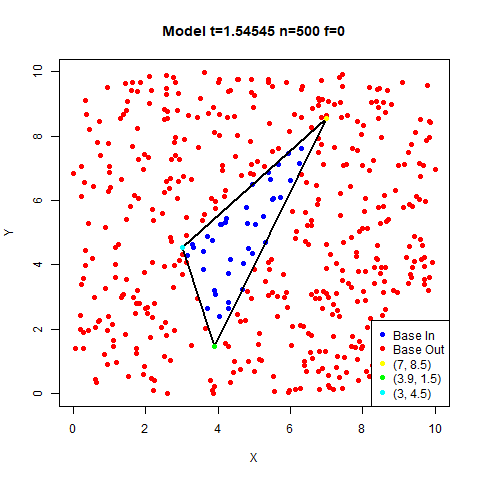 Model t=1.54545 n=500 f=0
10
8
6
Y
4
2
0
Base In
Base Out
(7, 8.5)
(3.9, 1.5)
(3, 4.5)
0 2 4 6 8 10
X